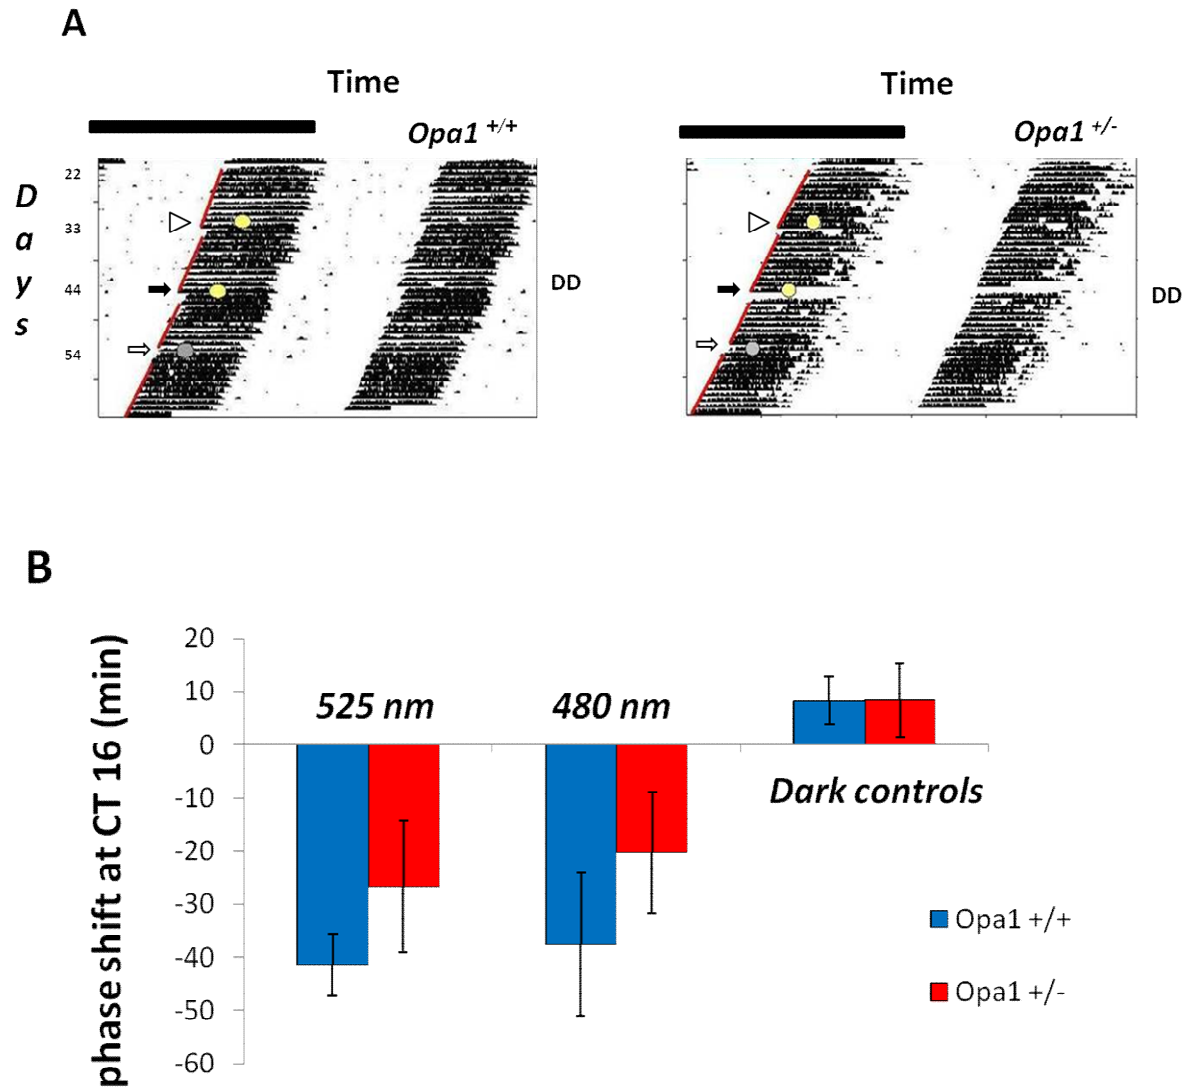 A
Time
Opa1 +/+
Days
22
33
44
54
DD
Time
Opa1 +/-
DD
B
phase shift at CT 16 (min)
20
10
0
-10
-20
-30
-40
-50
-60
525 nm
480 nm
Dark controls
Opa1 +/+
Opa1 +/-